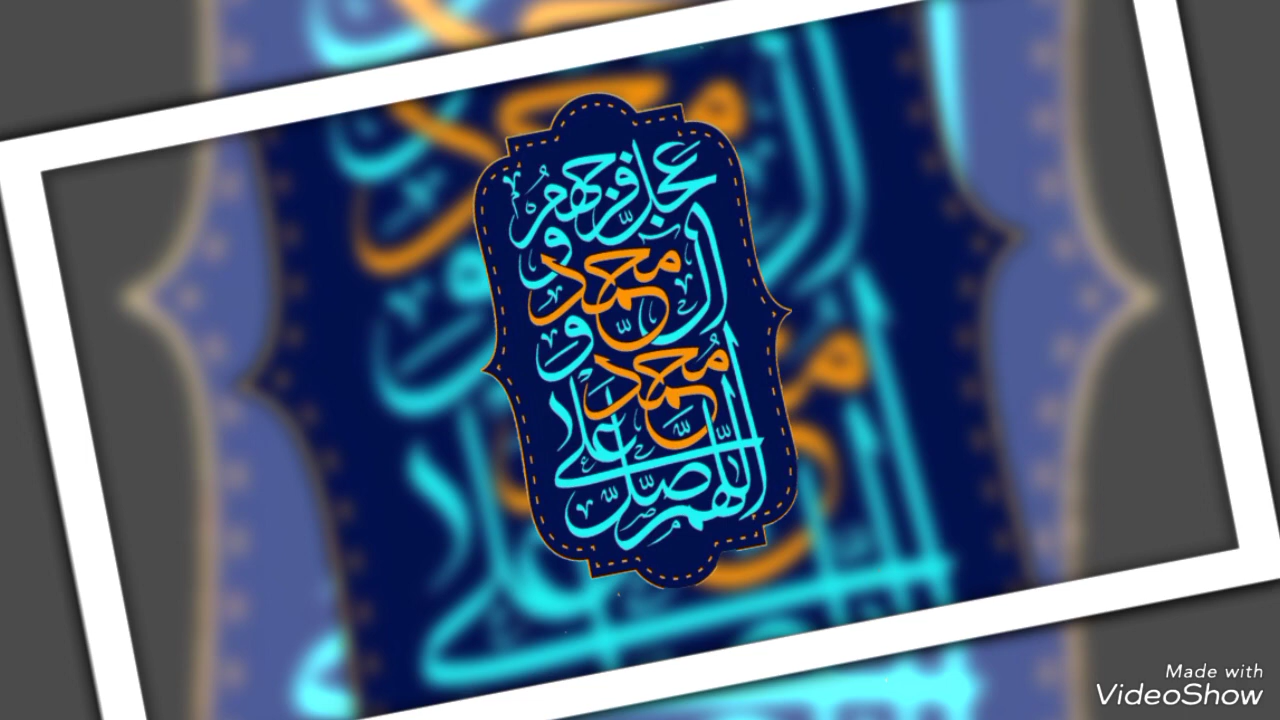 اللهم صل علی
محمد و
آل محمد و
عجل فرجهم
Made with
VideoShow